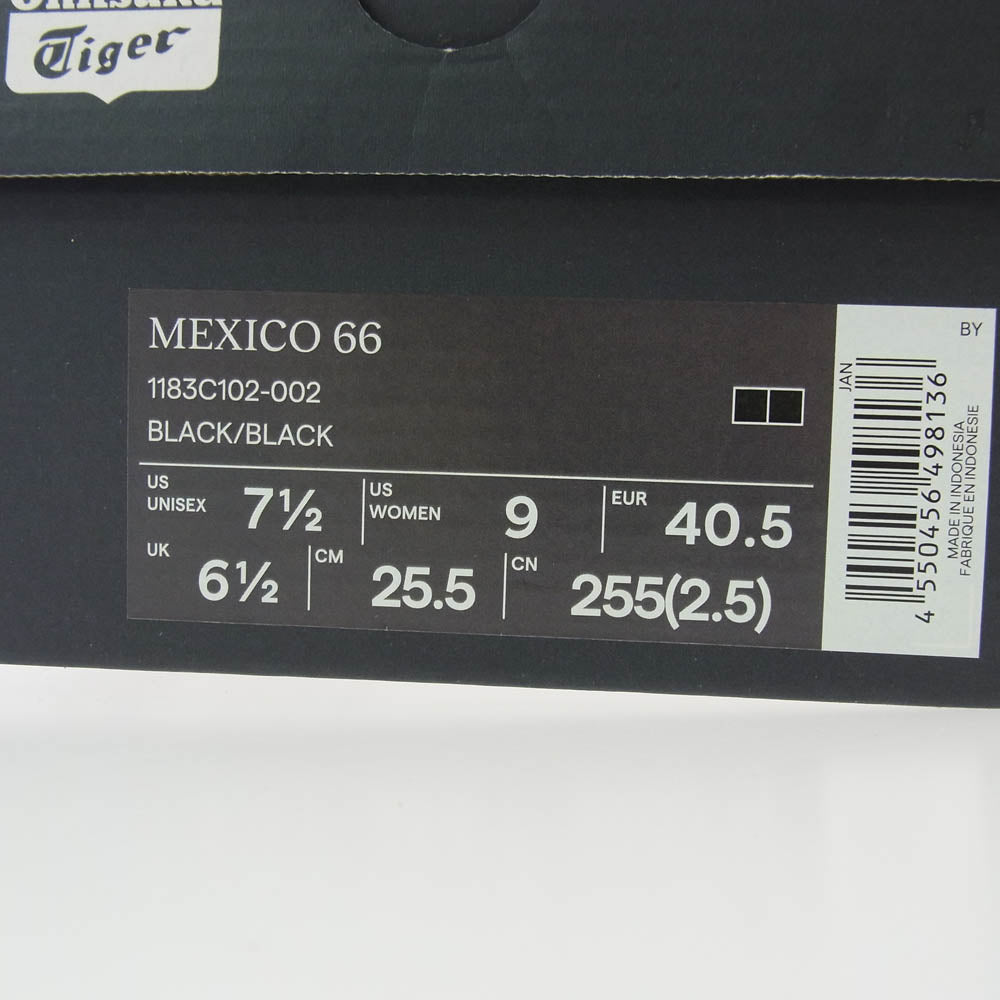 Onitsuka
Tiger
MEXICO 66
1183C102-002
BLACK/BLACK
US UNISEX 7½ US WOMEN 9 EUR 40.5
UK 6½ CM 25.5 CN 255(2.5)
BY
JAN
4 550456 498136
MADE IN INDONESIA
FABRIQUE EN INDONESIE